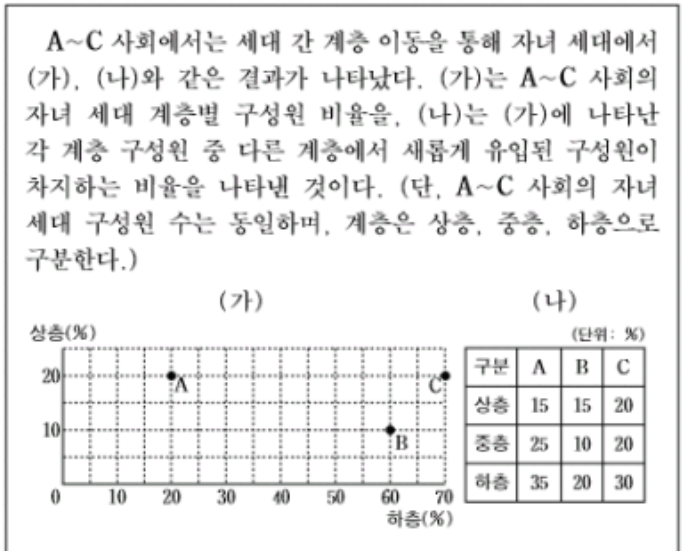 A~C 사회에서는 세대 간 계층 이동을 통해 자녀 세대에서
(가), (나)와 같은 결과가 나타났다. (가)는 A~C 사회의
자녀 세대 계층별 구성원 비율을, (나)는 (가)에 나타난
각 계층 구성원 중 다른 계층에서 새롭게 유입된 구성원이
차지하는 비율을 나타낸 것이다. (단, A~C 사회의 자녀
세대 구성원 수는 동일하며, 계층은 상층, 중층, 하층으로
구분한다.)
(가)
상층(%)
20
10
A
B
C
0 10 20 30 40 50 60 70
하층(%)
(나)
(단위: %)
구분 A B C
상층 15 15 20
중층 25 10 20
하층 35 20 30